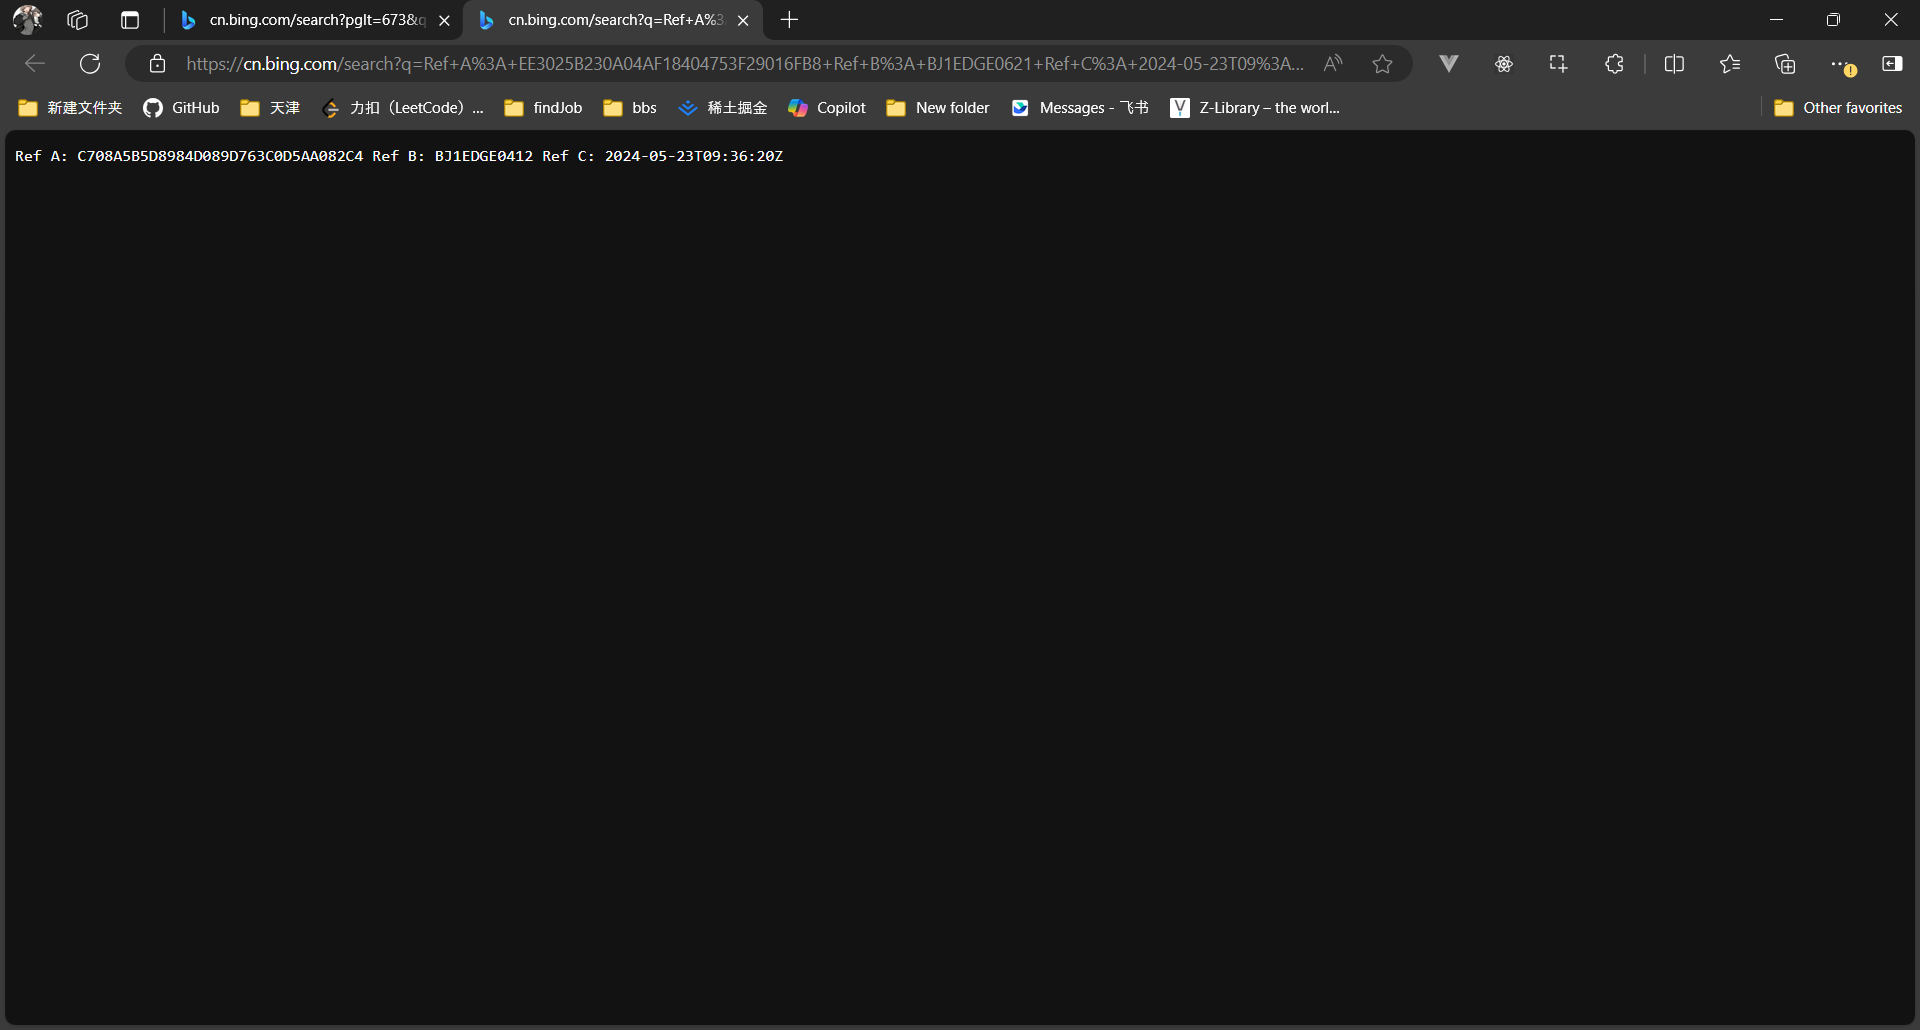 cn.bing.com/search?pglt=673&q
cn.bing.com/search?q=Ref+A%3
https://cn.bing.com/search?q=Ref+A%3A+EE3025B230A04AF18404753F29016FB8+Ref+B%3A+BJ1EDGE0621+Ref+C%3A+2024-05-23T09%3A...
新建文件夹 GitHub 天津 力扣（LeetCode）... findJob bbs 稀土掘金 Copilot New folder Messages - 飞书 Z-Library – the worl... Other favorites
Ref A: C708A5B5D8984D089D763C0D5AA082C4 Ref B: BJ1EDGE0412 Ref C: 2024-05-23T09:36:20Z